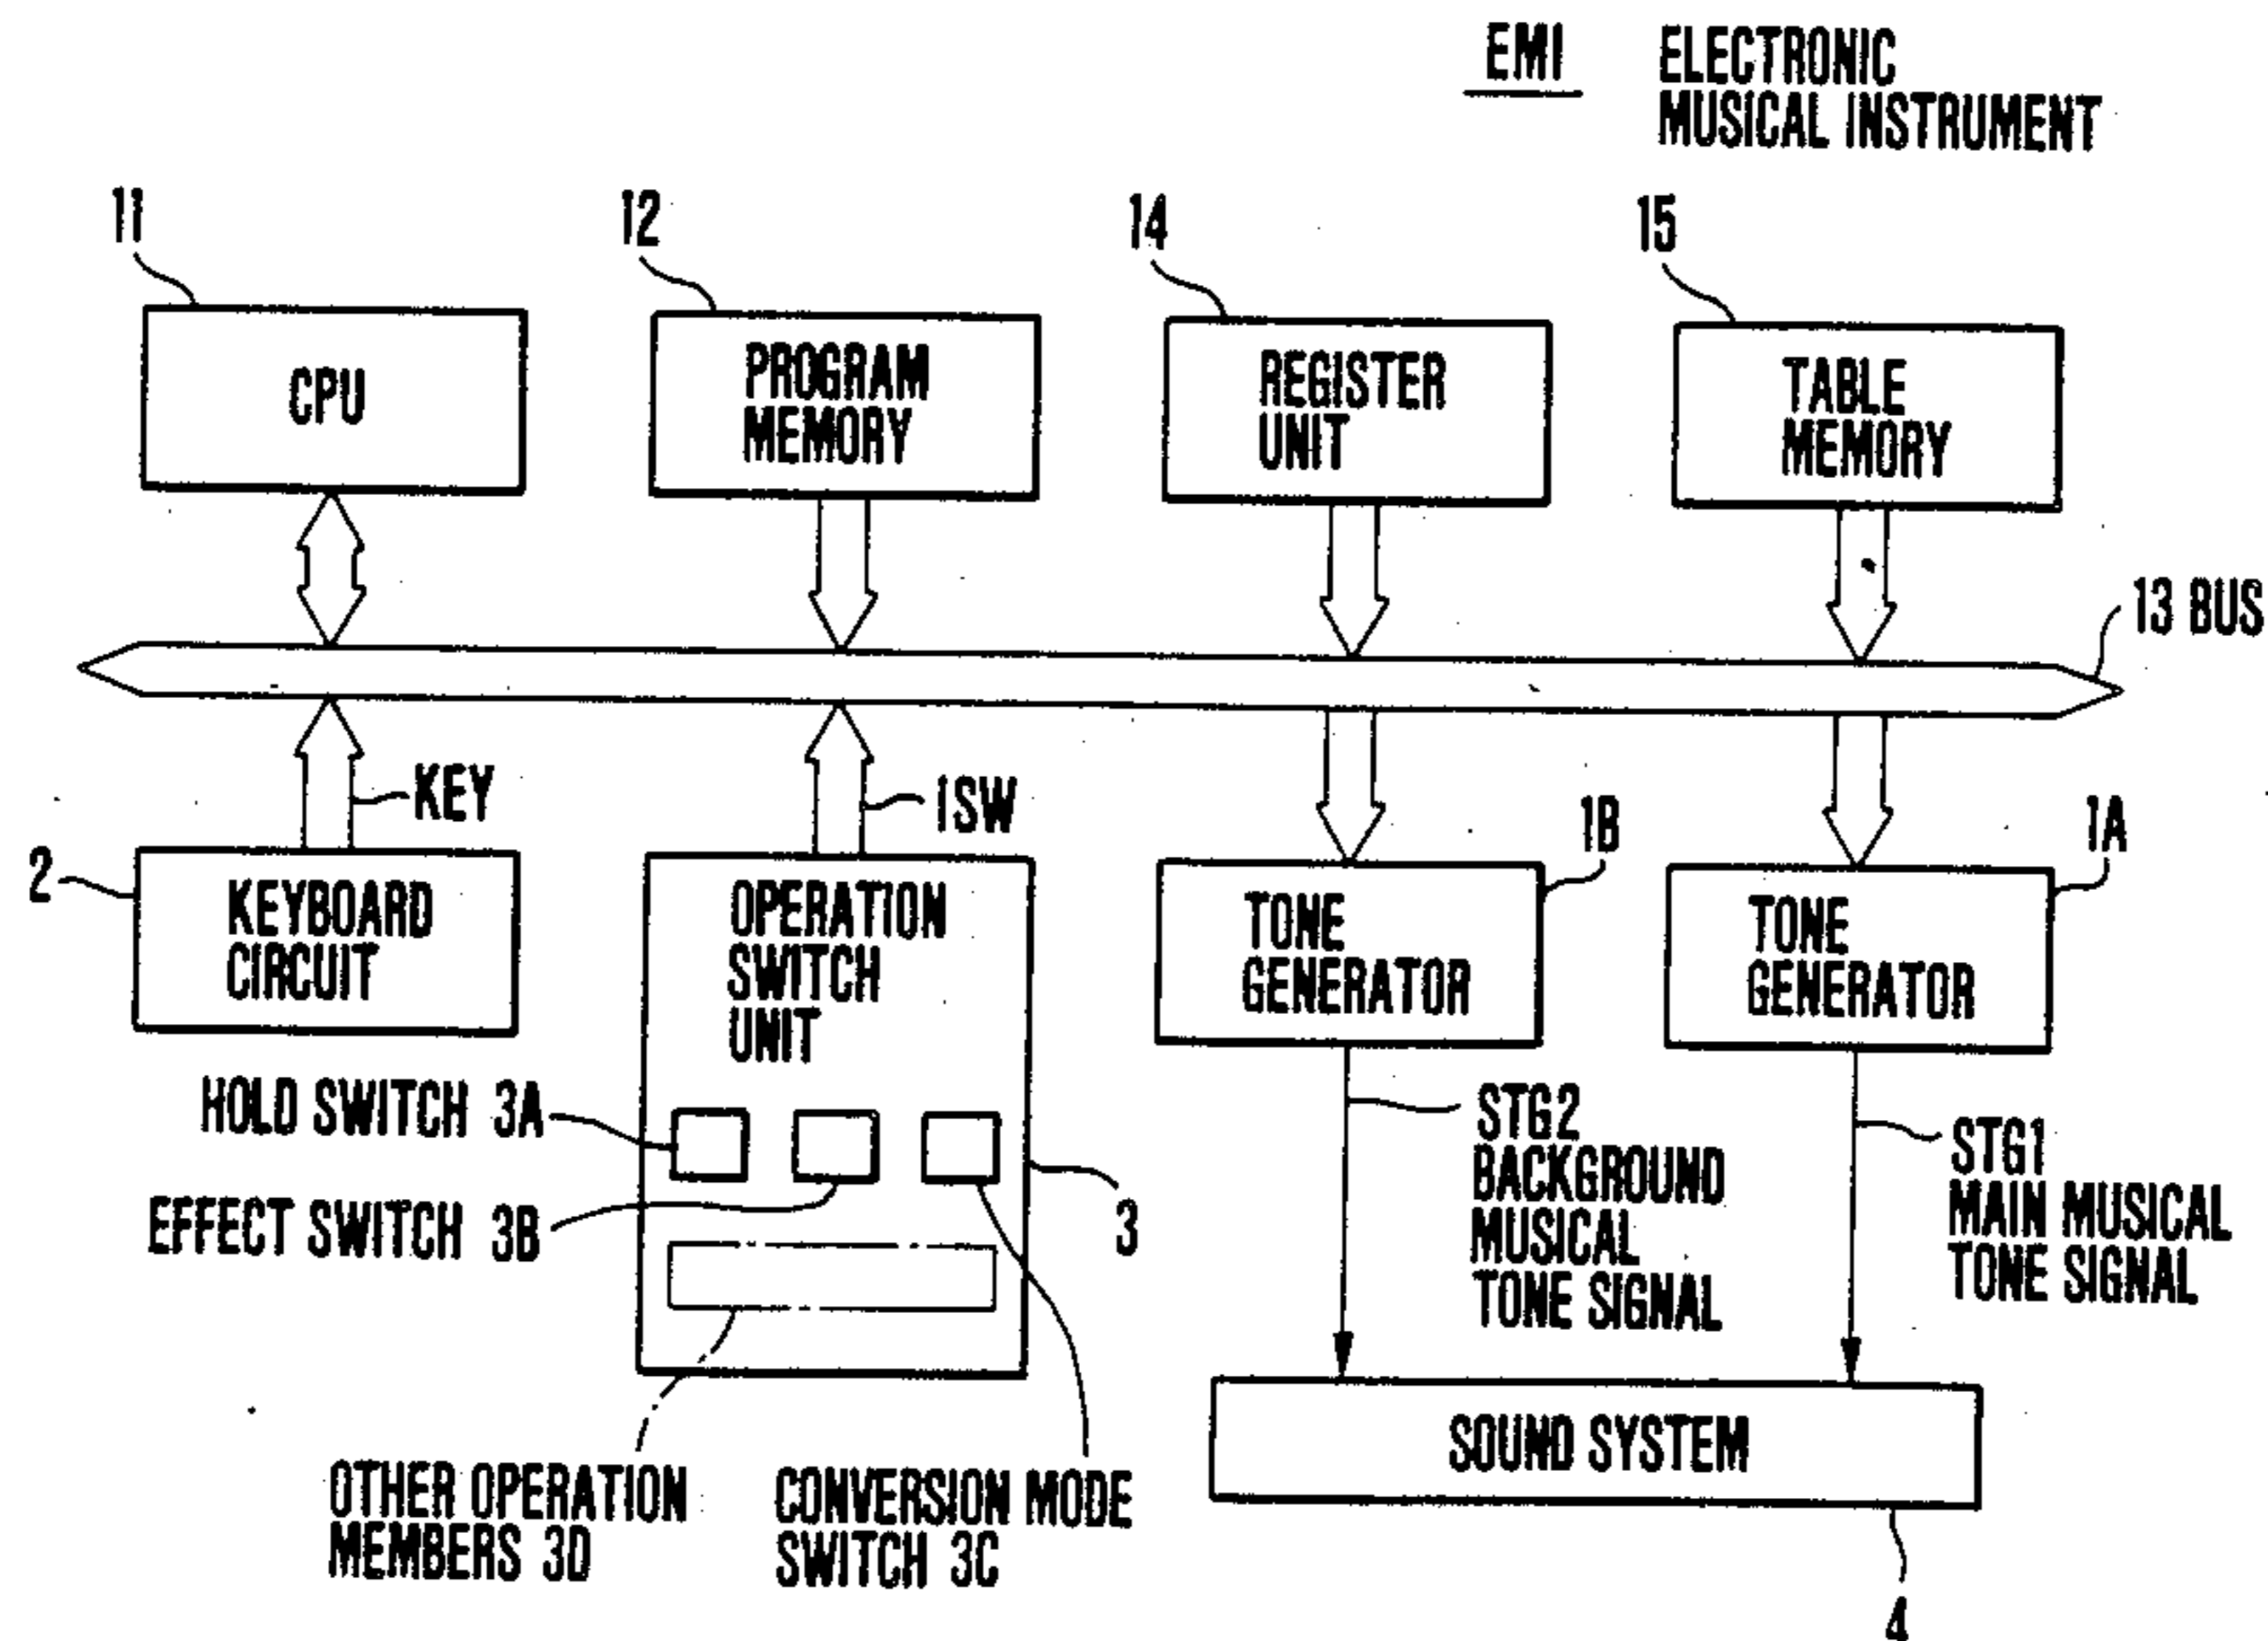 EMI
ELECTRONIC
MUSICAL INSTRUMENT
11
12
14
15
CPU
PROGRAM
MEMORY
REGISTER
UNIT
TABLE
MEMORY
13 BUS
KEY
1SW
1B
1A
2
KEYBOARD
CIRCUIT
OPERATION
SWITCH
UNIT
TONE
GENERATOR
TONE
GENERATOR
HOLD SWITCH 3A
EFFECT SWITCH 3B
3
STG2
BACKGROUND
MUSICAL
TONE SIGNAL
STG1
MAIN MUSICAL
TONE SIGNAL
OTHER OPERATION
MEMBERS 3D
CONVERSION MODE
SWITCH 3C
SOUND SYSTEM
4